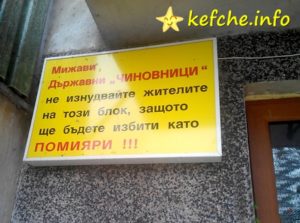 kefche.info
Мижави,
Държавни „ЧИНОВНИЦИ“
не изнудвайте жителите
на този блок, защото
ще бъдете избити като
ПОМИЯРИ !!!